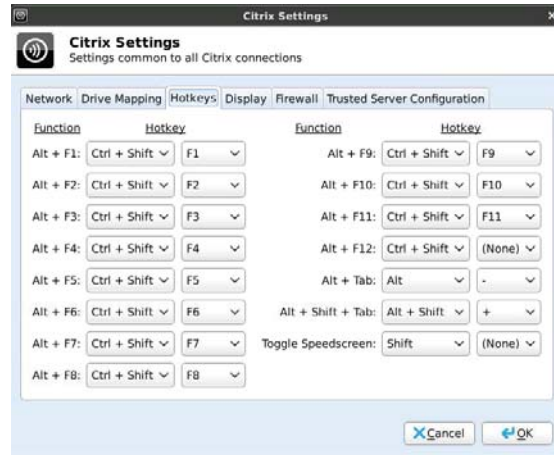 Citrix Settings
Citrix Settings
Settings common to all Citrix connections
Network Drive Mapping Hotkeys Display Firewall Trusted Server Configuration
Function Hotkey Function Hotkey
Alt + F1: Ctrl + Shift F1 Alt + F9: Ctrl + Shift F9
Alt + F2: Ctrl + Shift F2 Alt + F10: Ctrl + Shift F10
Alt + F3: Ctrl + Shift F3 Alt + F11: Ctrl + Shift F11
Alt + F4: Ctrl + Shift F4 Alt + F12: Ctrl + Shift (None)
Alt + F5: Ctrl + Shift F5 Alt + Tab: Alt -
Alt + F6: Ctrl + Shift F6 Alt + Shift + Tab: Alt + Shift +
Alt + F7: Ctrl + Shift F7 Toggle Speedscreen: Shift (None)
Alt + F8: Ctrl + Shift F8
Cancel OK